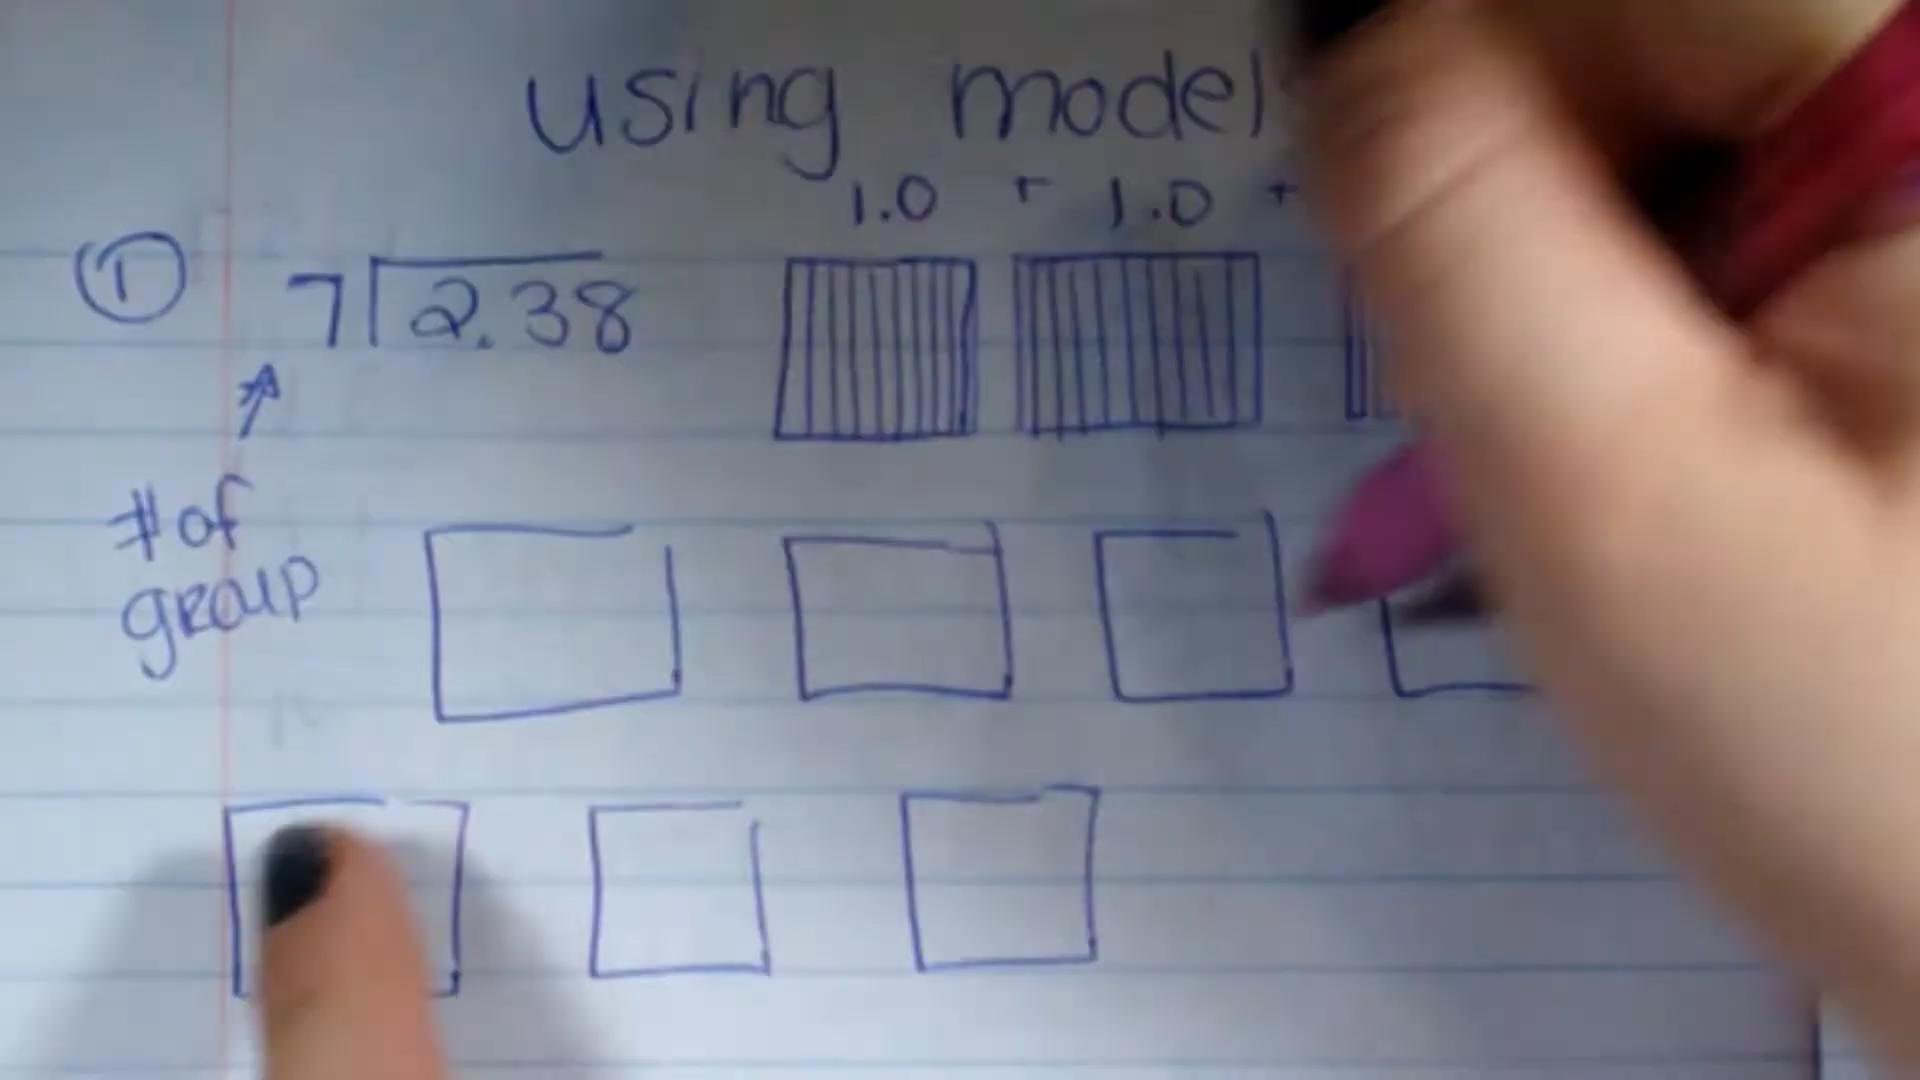 using model
1.0 + 1.0 +
① 7⟌2.38
# of
group